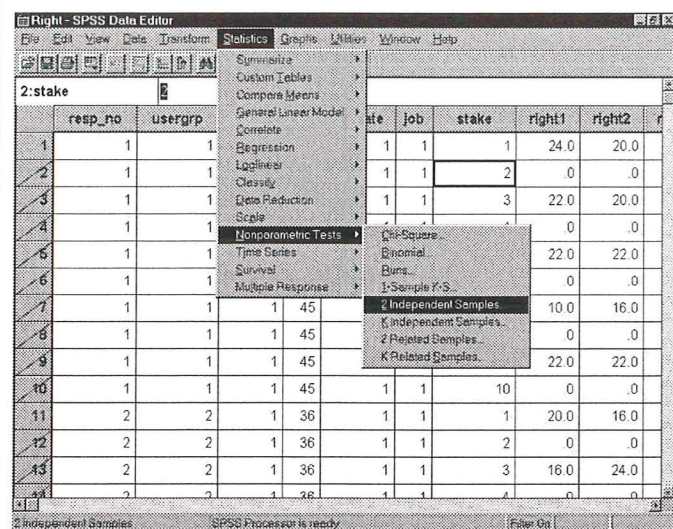 Right - SPSS Data Editor
File Edit View Data Transform Statistics Graphs Utilities Window Help
2:stake 2
resp_no usergrp ate job stake right1 right2
Summarize
Custom Tables
Compare Means
General Linear Model
Correlate
Regression
Loglinear
Classify
Data Reduction
Scale
Nonparametric Tests
Time Series
Survival
Multiple Response
Chi-Square...
Binomial...
Runs...
1-Sample K-S...
2 Independent Samples...
K Independent Samples...
2 Related Samples...
K Related Samples...
1 1 1 1 1 1 24.0 20.0
2 1 1 1 1 2 .0 .0
3 1 1 1 1 3 22.0 20.0
4 1 1 .0
5 1 1 22.0 22.0
6 1 1 .0
7 1 1 1 45 10.0 16.0
8 1 1 1 45 .0
9 1 1 1 45 22.0 22.0
10 1 1 1 45 1 1 10 .0 .0
11 2 2 1 36 1 1 1 20.0 16.0
12 2 2 1 36 1 1 2 .0 .0
13 2 2 1 36 1 1 3 16.0 24.0
2 Independent Samples SPSS Processor is ready Filter On